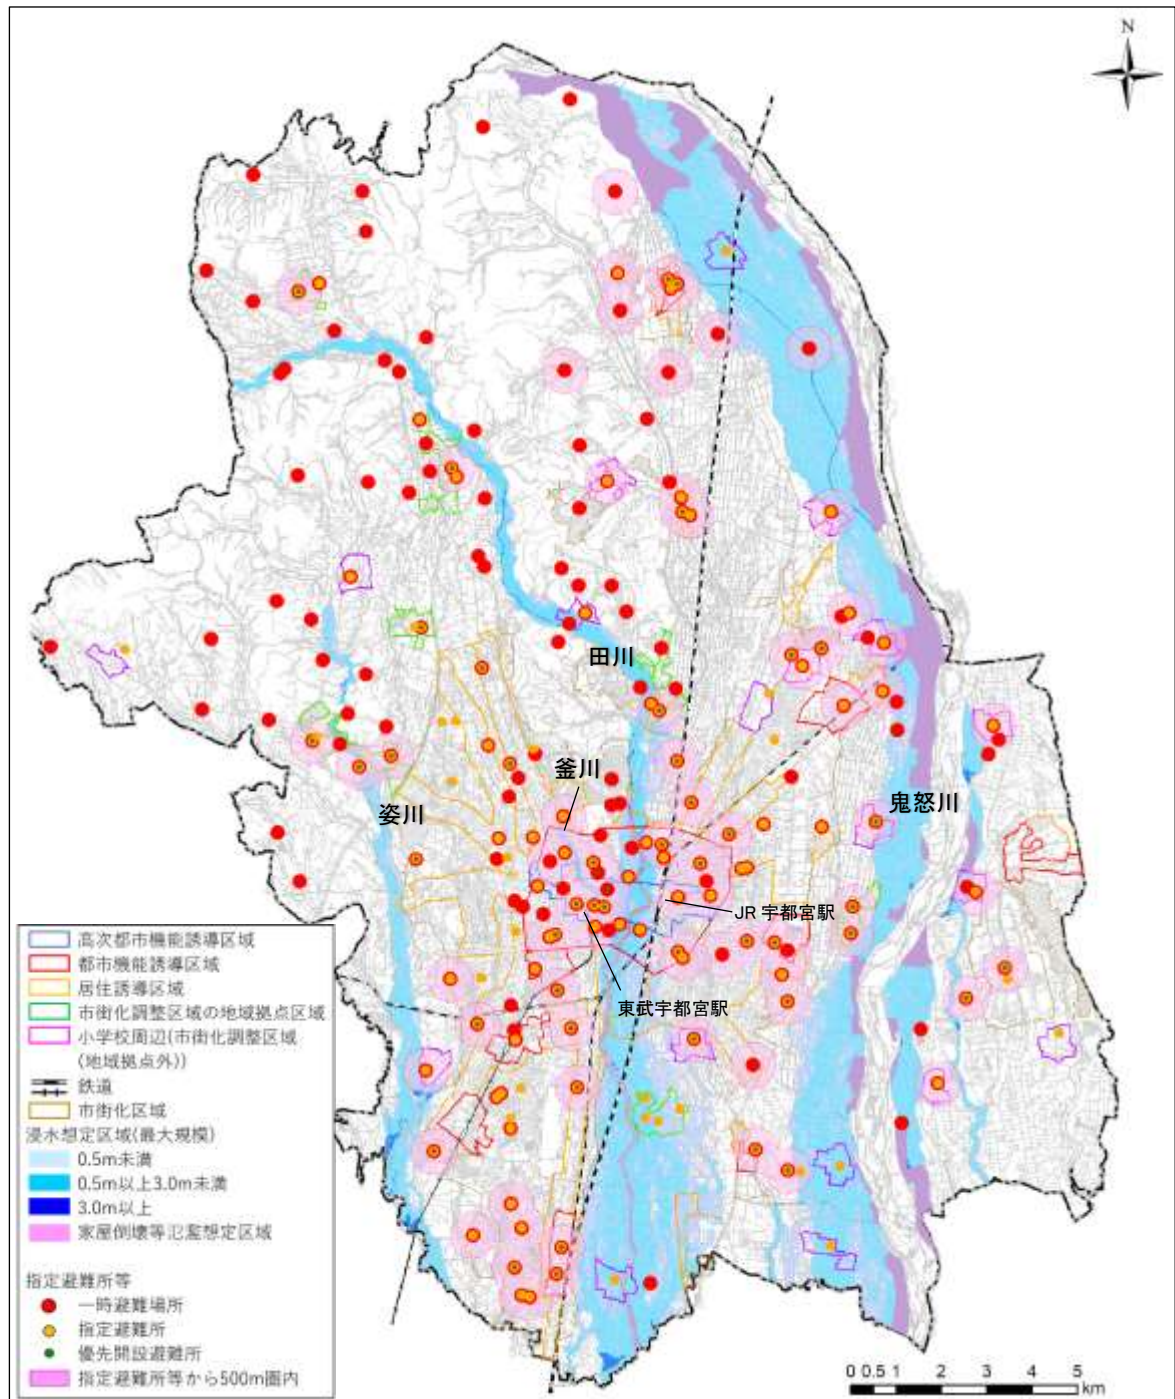 N
田川
釜川
姿川
鬼怒川
JR 宇都宮駅
東武宇都宮駅
高次都市機能誘導区域
都市機能誘導区域
居住誘導区域
市街化調整区域の地域拠点区域
小学校周辺(市街化調整区域
(地域拠点外))
鉄道
市街化区域
浸水想定区域(最大規模)
0.5m未満
0.5m以上3.0m未満
3.0m以上
家屋倒壊等氾濫想定区域
指定避難所等
一時避難場所
指定避難所
優先開設避難所
指定避難所等から500m圏内
0 0.5 1 2 3 4 5
km